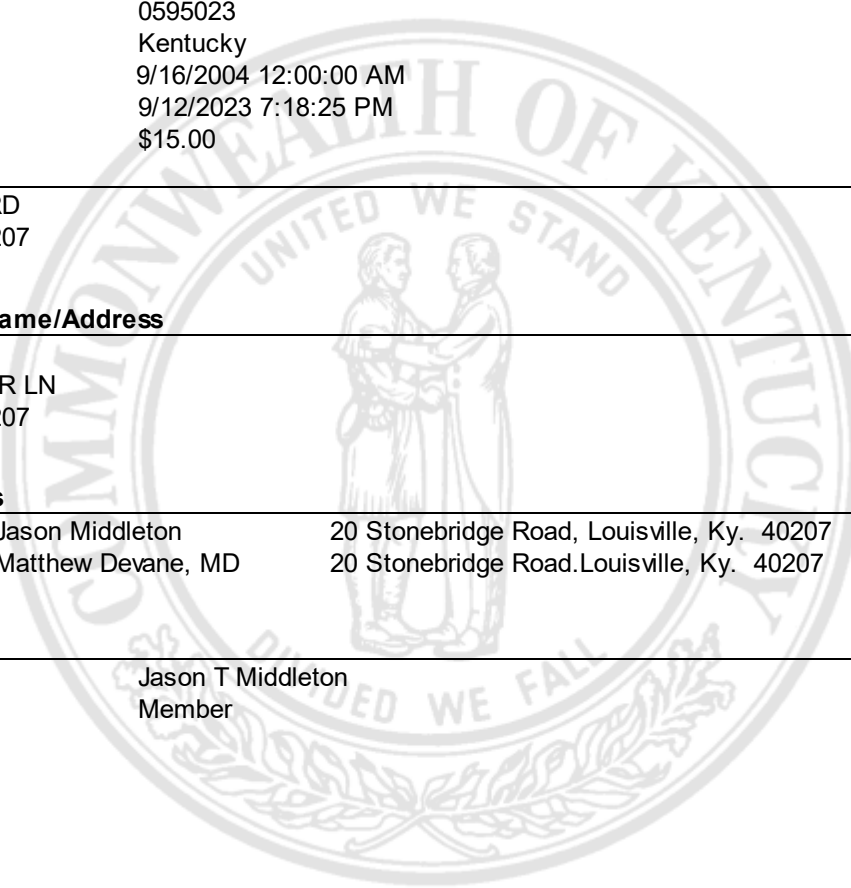 0595023
Kentucky
9/16/2004 12:00:00 AM
9/12/2023 7:18:25 PM
$15.00
RD
207
ame/Address
R LN
207
s
Jason Middleton 20 Stonebridge Road, Louisville, Ky. 40207
Matthew Devane, MD 20 Stonebridge Road.Louisville, Ky. 40207
Jason T Middleton
Member
COMMONWEALTH OF KENTUCKY
UNITED WE STAND
DIVIDED WE FALL